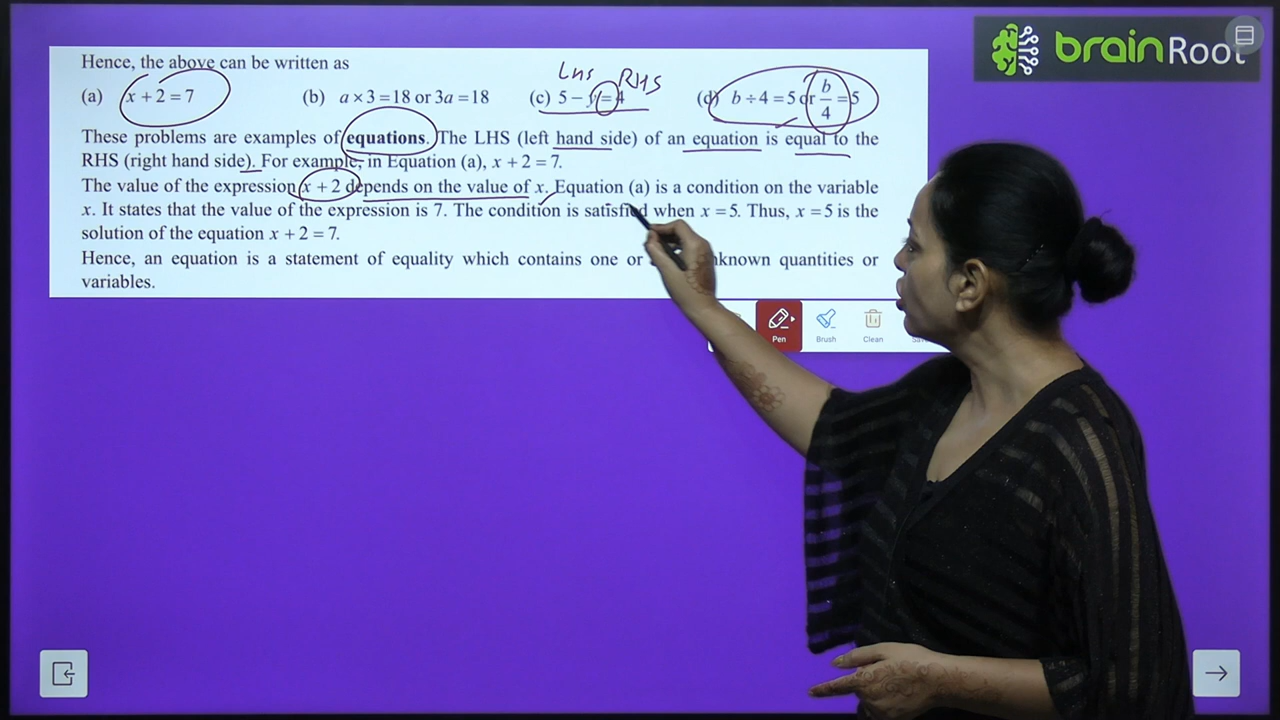 brainRoot
Hence, the above can be written as
Lhs RHS
(a) x + 2 = 7 (b) a × 3 = 18 or 3a = 18 (c) 5 − y = 4 (d) b ÷ 4 = 5 or b/4 = 5
These problems are examples of equations. The LHS (left hand side) of an equation is equal to the
RHS (right hand side). For example, in Equation (a), x + 2 = 7.
The value of the expression x + 2 depends on the value of x. Equation (a) is a condition on the variable
x. It states that the value of the expression is 7. The condition is satisfied when x = 5. Thus, x = 5 is the
solution of the equation x + 2 = 7.
Hence, an equation is a statement of equality which contains one or unknown quantities or
variables.
Pen Brush Clean